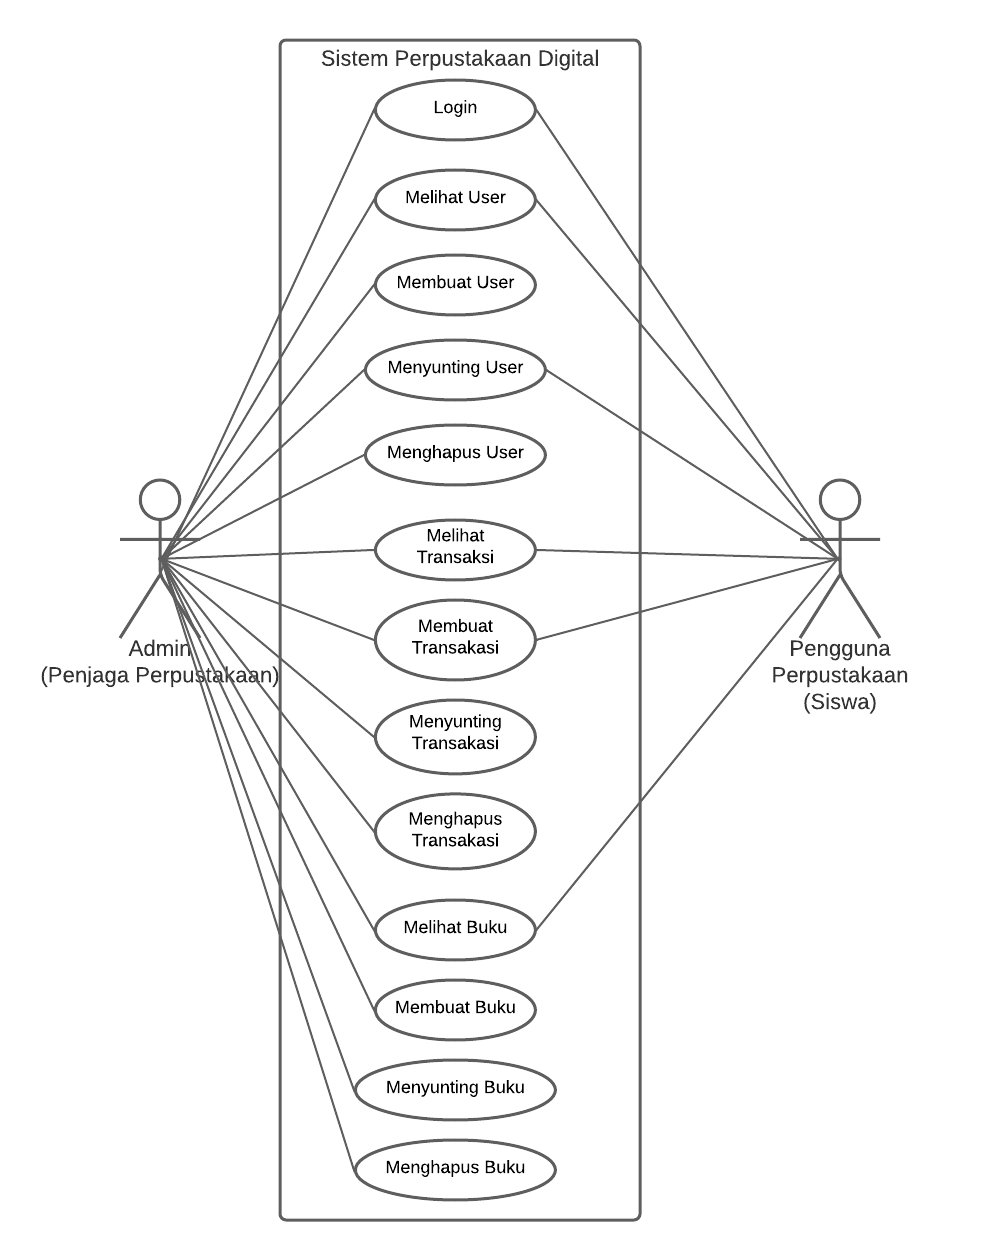 Sistem Perpustakaan Digital
Login
Melihat User
Membuat User
Menyunting User
Menghapus User
Melihat
Transaksi
Membuat
Transakasi
Menyunting
Transakasi
Menghapus
Transakasi
Melihat Buku
Membuat Buku
Menyunting Buku
Menghapus Buku
Admin
(Penjaga Perpustakaan)
Pengguna
Perpustakaan
(Siswa)